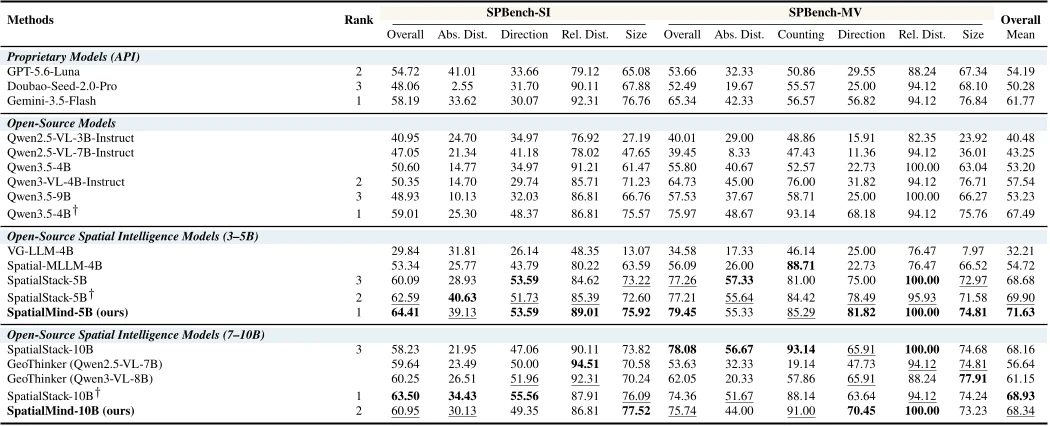 Methods Rank SPBench-SI SPBench-MV Overall
Overall Abs. Dist. Direction Rel. Dist. Size Overall Abs. Dist. Counting Direction Rel. Dist. Size Mean
Proprietary Models (API)
GPT-5.6-Luna 2 54.72 41.01 33.66 79.12 65.08 53.66 32.33 50.86 29.55 88.24 67.34 54.19
Doubao-Seed-2.0-Pro 3 48.06 2.55 31.70 90.11 67.88 52.49 19.67 55.57 25.00 94.12 68.10 50.28
Gemini-3.5-Flash 1 58.19 33.62 30.07 92.31 76.76 65.34 42.33 56.57 56.82 94.12 76.84 61.77
Open-Source Models
Qwen2.5-VL-3B-Instruct 40.95 24.70 34.97 76.92 27.19 40.01 29.00 48.86 15.91 82.35 23.92 40.48
Qwen2.5-VL-7B-Instruct 47.05 21.34 41.18 78.02 47.65 39.45 8.33 47.43 11.36 94.12 36.01 43.25
Qwen3.5-4B 50.60 14.77 34.97 91.21 61.47 55.80 40.67 52.57 22.73 100.00 63.04 53.20
Qwen3-VL-4B-Instruct 2 50.35 14.70 29.74 85.71 71.23 64.73 45.00 76.00 31.82 94.12 76.71 57.54
Qwen3.5-9B 3 48.93 10.13 32.03 86.81 66.76 57.53 37.67 58.71 25.00 100.00 66.27 53.23
Qwen3.5-4B† 1 59.01 25.30 48.37 86.81 75.57 75.97 48.67 93.14 68.18 94.12 75.76 67.49
Open-Source Spatial Intelligence Models (3–5B)
VG-LLM-4B 29.84 31.81 26.14 48.35 13.07 34.58 17.33 46.14 25.00 76.47 7.97 32.21
Spatial-MLLM-4B 53.34 25.77 43.79 80.22 63.59 56.09 26.00 88.71 22.73 76.47 66.52 54.72
SpatialStack-5B 3 60.09 28.93 53.59 84.62 73.22 77.26 57.33 81.00 75.00 100.00 72.97 68.68
SpatialStack-5B† 2 62.59 40.63 51.73 85.39 72.60 77.21 55.64 84.42 78.49 95.93 71.58 69.90
SpatialMind-5B (ours) 1 64.41 39.13 53.59 89.01 75.92 79.45 55.33 85.29 81.82 100.00 74.81 71.63
Open-Source Spatial Intelligence Models (7–10B)
SpatialStack-10B 3 58.23 21.95 47.06 90.11 73.82 78.08 56.67 93.14 65.91 100.00 74.68 68.16
GeoThinker (Qwen2.5-VL-7B) 59.64 23.49 50.00 94.51 70.58 53.63 32.33 19.14 47.73 94.12 74.81 56.64
GeoThinker (Qwen3-VL-8B) 60.25 26.51 51.96 92.31 70.24 62.05 20.33 57.86 65.91 88.24 77.91 61.15
SpatialStack-10B† 1 63.50 34.43 55.56 87.91 76.09 74.36 51.67 88.14 63.64 94.12 74.24 68.93
SpatialMind-10B (ours) 2 60.95 30.13 49.35 86.81 77.52 75.74 44.00 91.00 70.45 100.00 73.23 68.34